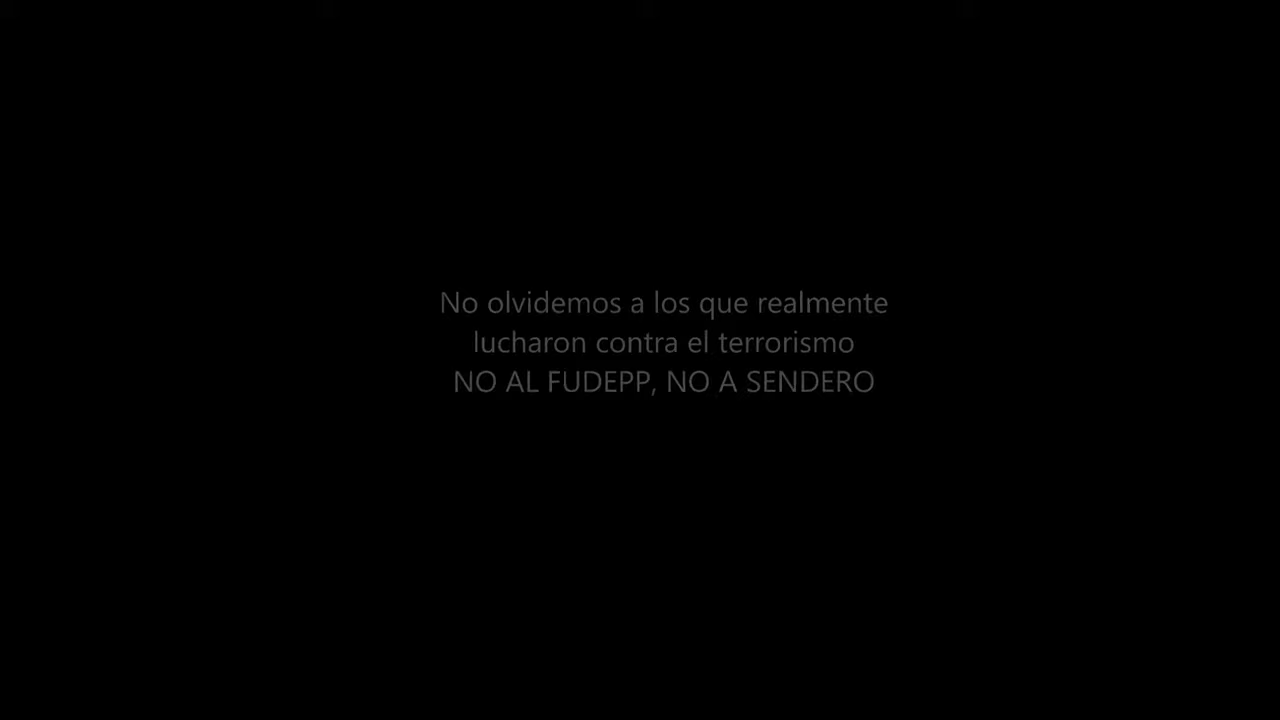 No olvidemos a los que realmente
lucharon contra el terrorismo
NO AL FUDEPP, NO A SENDERO